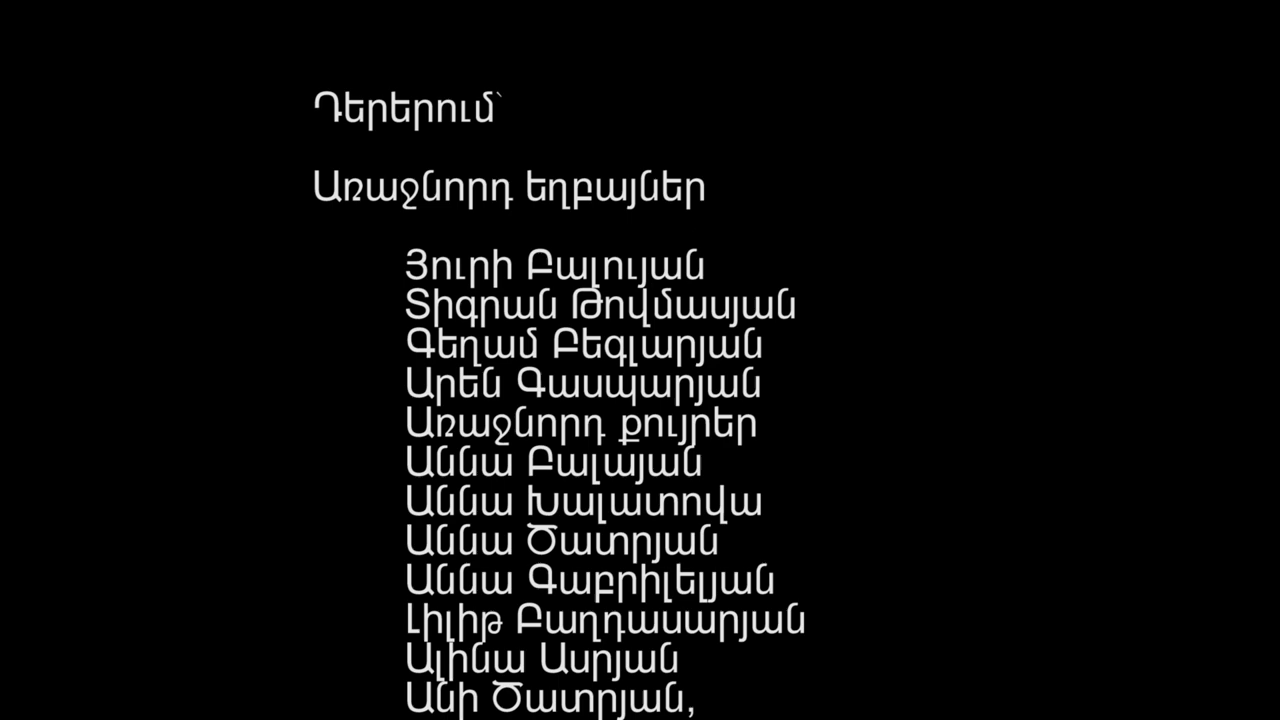 Դերերում՝
Առաջնորդ եղբայներ
Յուրի Բալույան
Տիգրան Թովմասյան
Գեղամ Բեգլարյան
Արեն Գասպարյան
Առաջնորդ քույրեր
Աննա Բալայան
Աննա Խալատովա
Աննա Ծատրյան
Աննա Գաբրիլելյան
Լիլիթ Բաղդասարյան
Ալինա Ասրյան
Անի Ծատրյան,